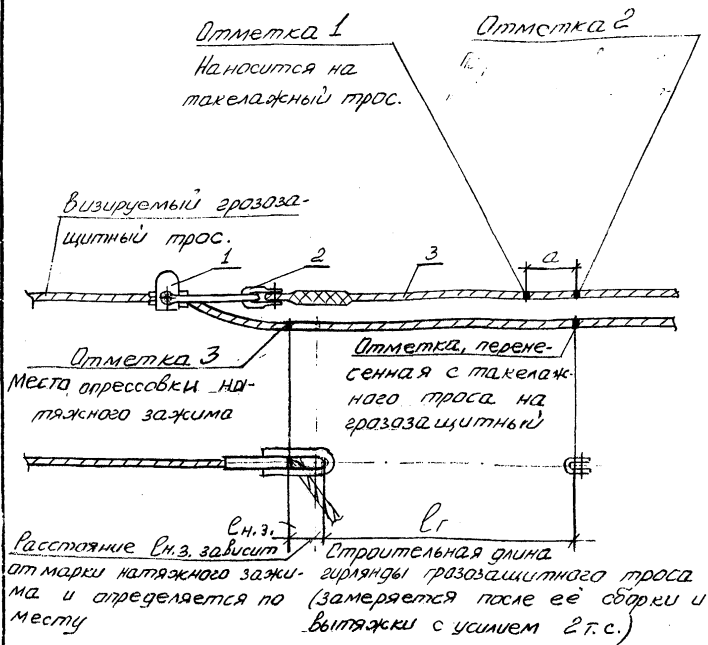 Отметка 1
Наносится на
такелажный трос.
Отметка 2
визируемый грозоза-
щитный трос.
1
2
3
а
Отметка 3
Места опрессовки на-
тяжного зажима
Отметка, перене-
сенная с такелаж-
ного троса на
грозозащитный
ℓн.з.
ℓг
Расстояние ℓн.з. зависит
от марки натяжного зажи-
ма и определяется по
месту
Строительная длина
гирлянды грозозащитного троса
(замеряется после её сборки и
вытяжки с усилием 2 т.с.)